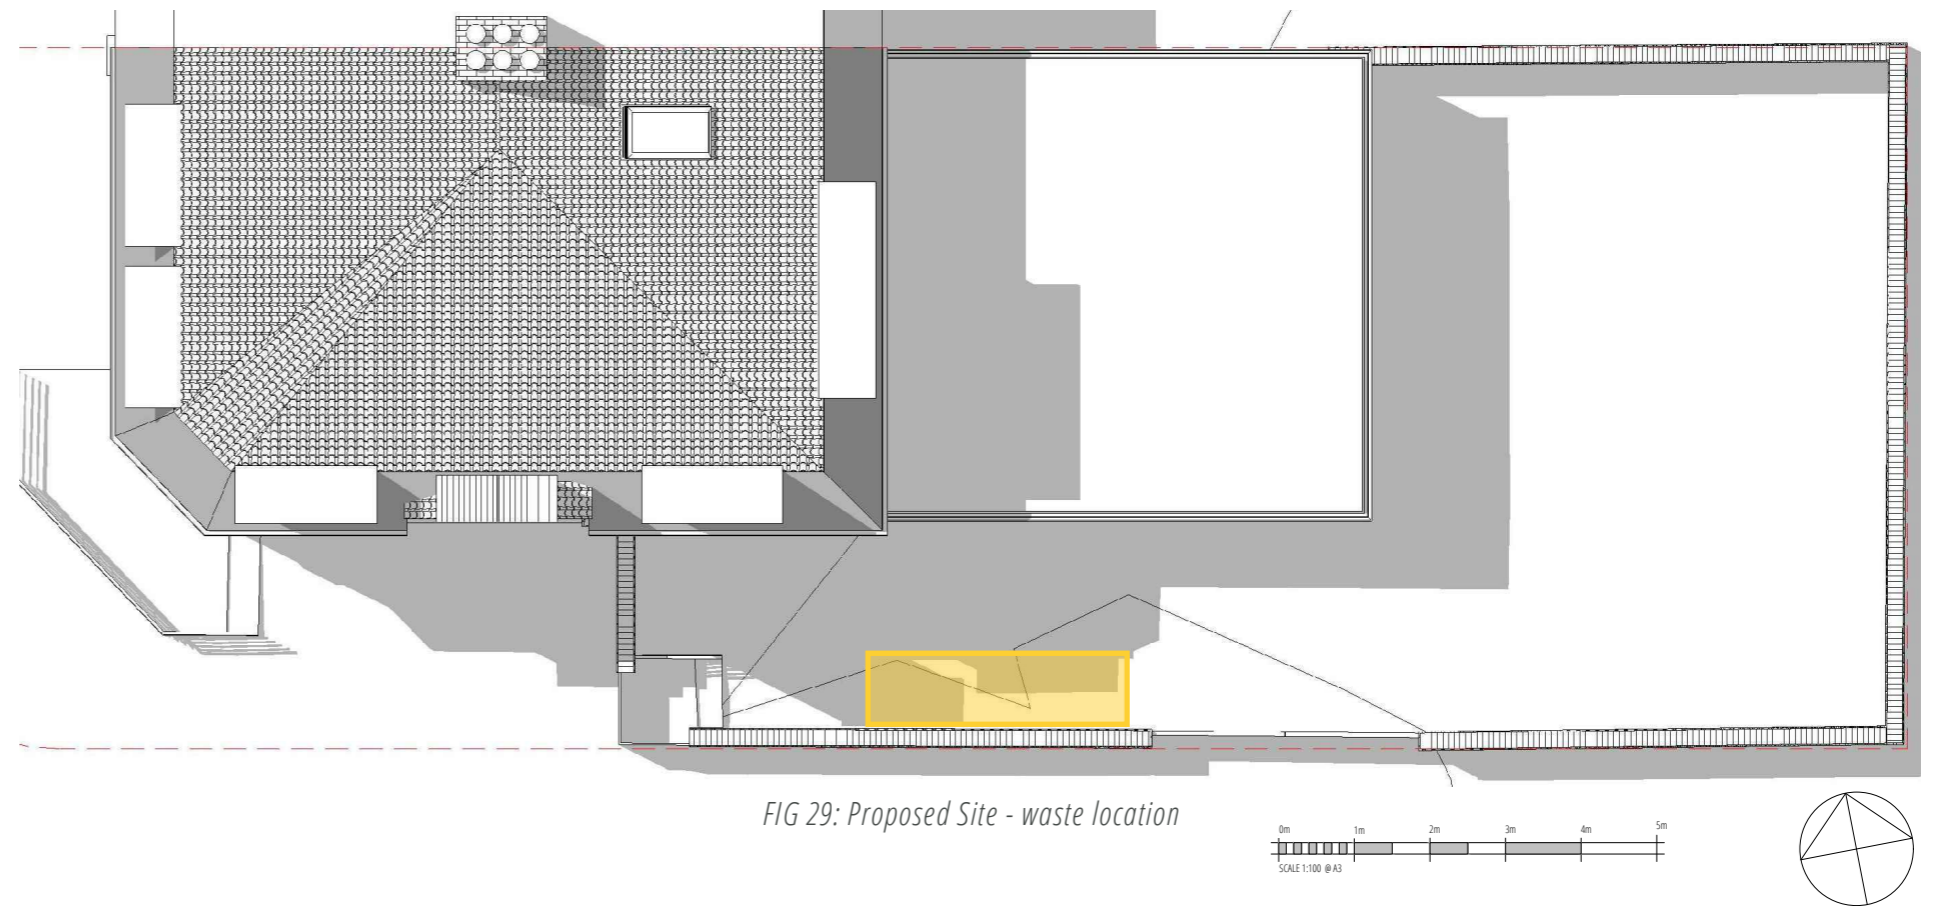 FIG 29: Proposed Site - waste location
0m 1m 2m 3m 4m 5m
SCALE 1:100 @ A3